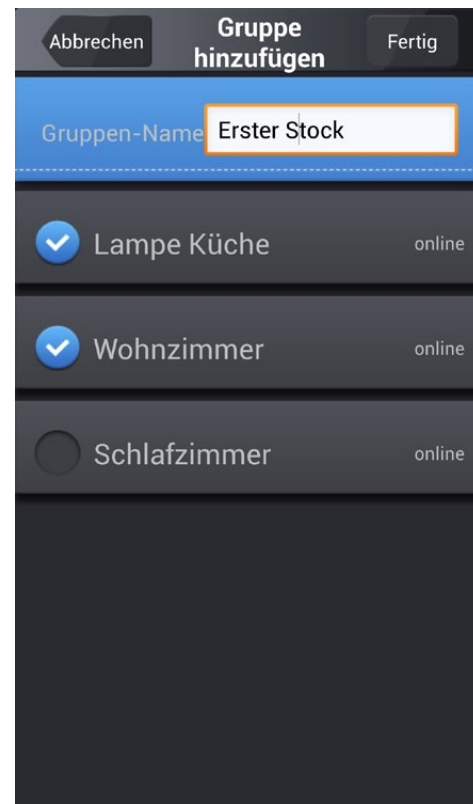 Abbrechen
Gruppe
hinzufügen
Fertig
Gruppen-Name
Erster Stock
Lampe Küche
online
Wohnzimmer
online
Schlafzimmer
online